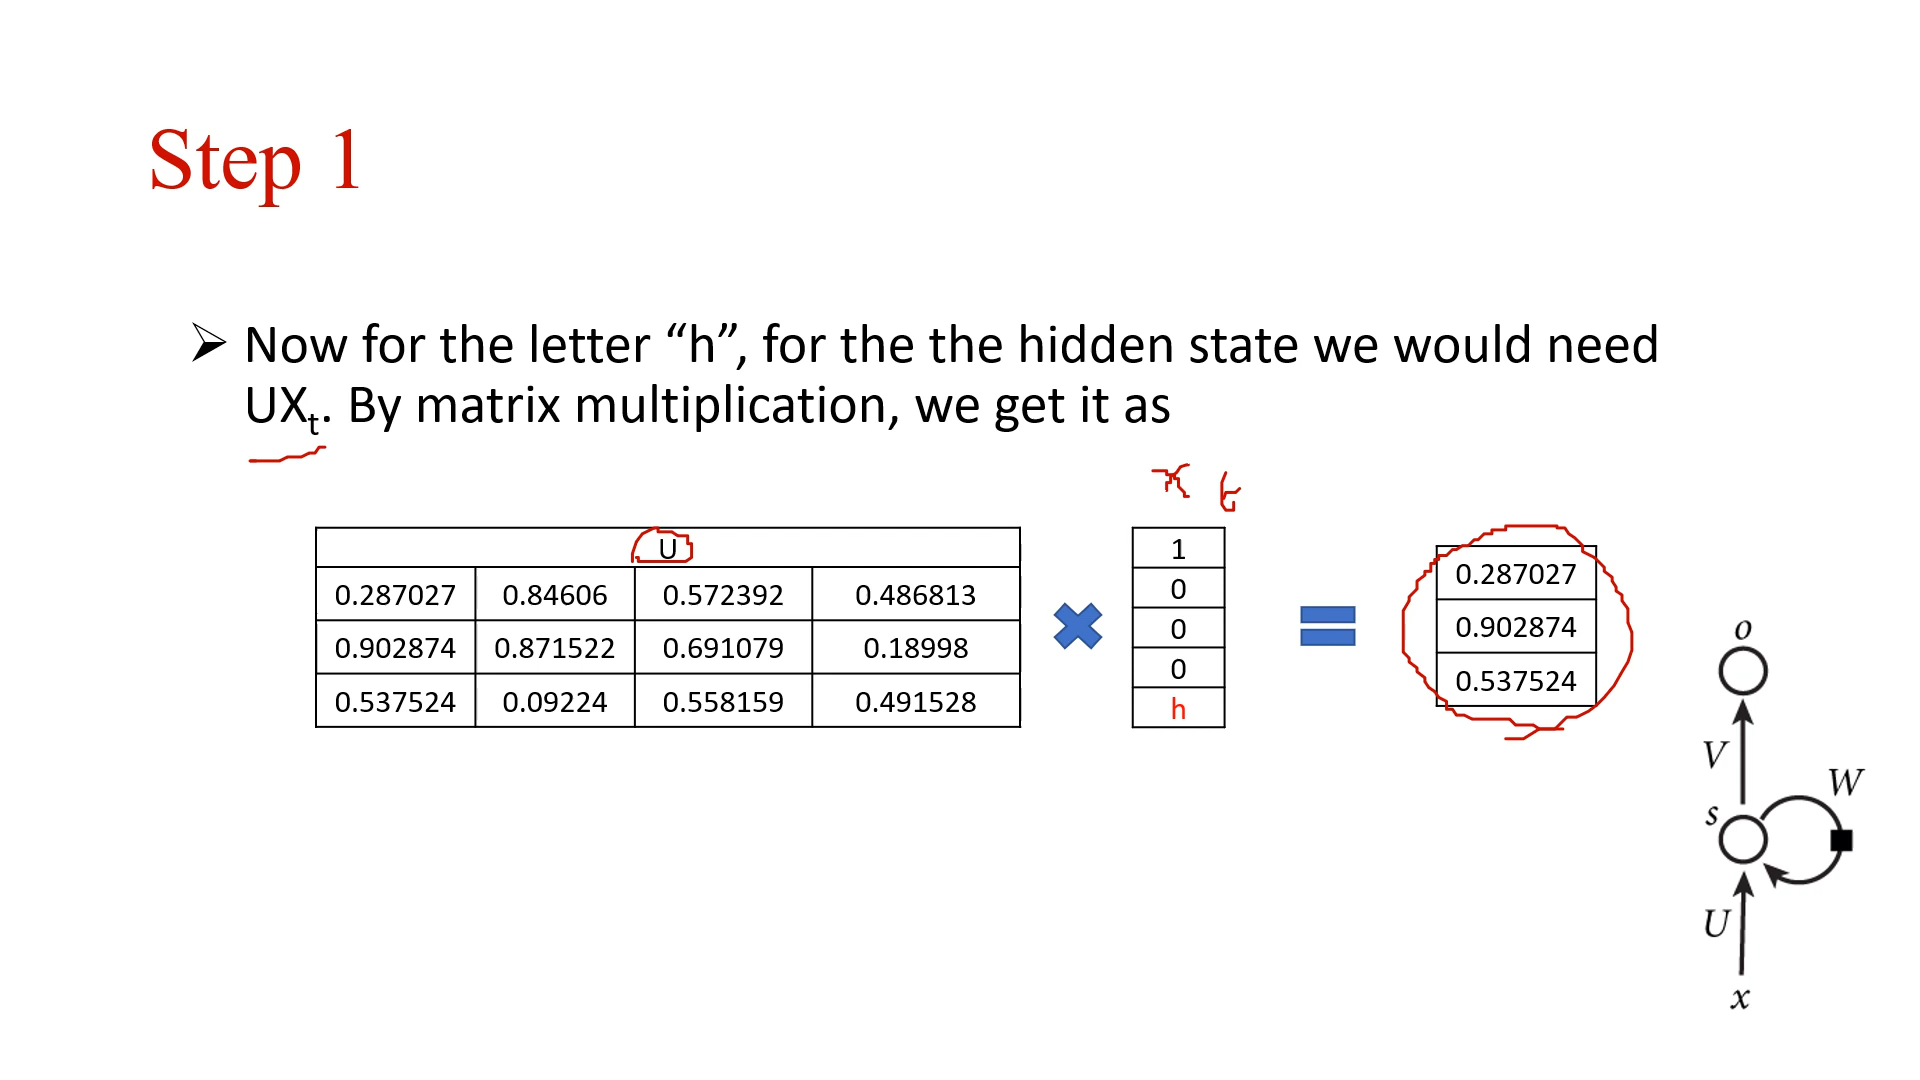 Step 1
➢ Now for the letter “h”, for the the hidden state we would need
UXₜ. By matrix multiplication, we get it as
x t
U
0.287027 0.84606 0.572392 0.486813
0.902874 0.871522 0.691079 0.18998
0.537524 0.09224 0.558159 0.491528
1
0
0
0
h
0.287027
0.902874
0.537524
o
V
W
s
U
x